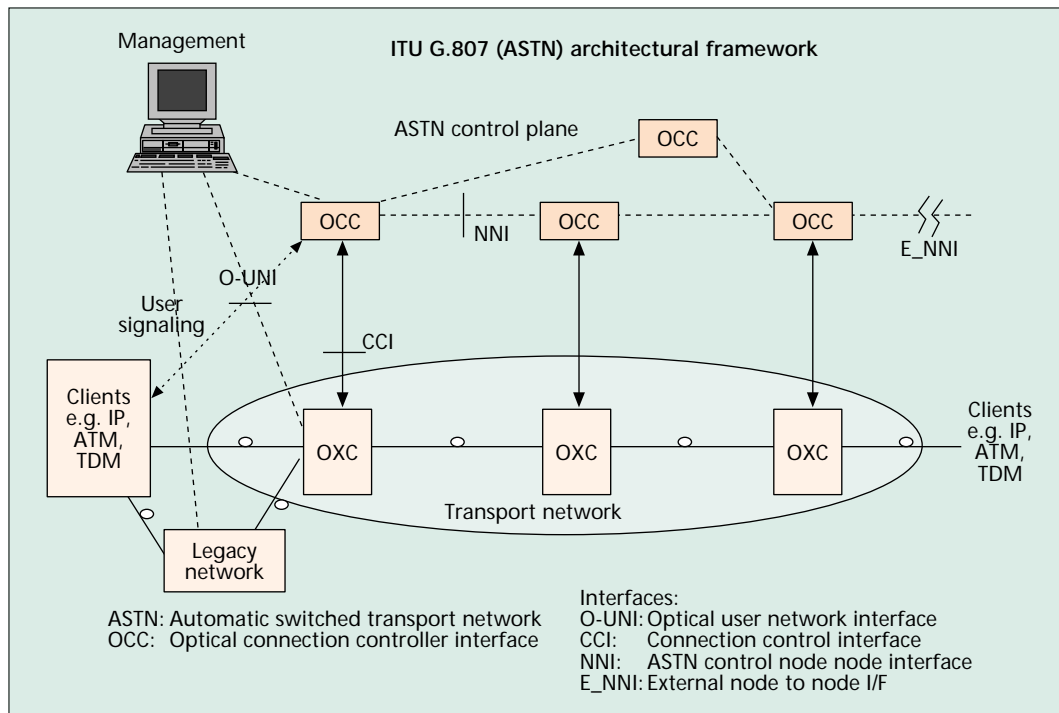 Management
ITU G.807 (ASTN) architectural framework
ASTN control plane
OCC
OCC
NNI
OCC
OCC
E_NNI
O-UNI
User
signaling
CCI
Clients
e.g. IP,
ATM,
TDM
OXC
OXC
OXC
Clients
e.g. IP,
ATM,
TDM
Transport network
Legacy
network
ASTN: Automatic switched transport network
OCC: Optical connection controller interface
Interfaces:
O-UNI: Optical user network interface
CCI: Connection control interface
NNI: ASTN control node node interface
E_NNI: External node to node I/F